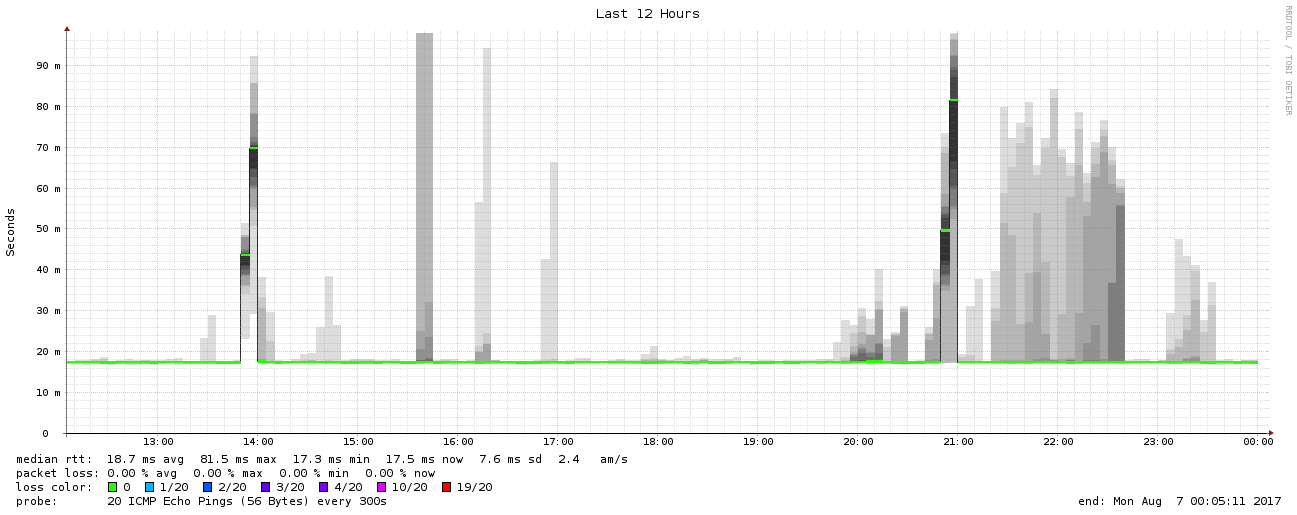 Last 12 Hours
RRDTOOL / TOBI OETIKER
Seconds
90 m
80 m
70 m
60 m
50 m
40 m
30 m
20 m
10 m
0
13:00 14:00 15:00 16:00 17:00 18:00 19:00 20:00 21:00 22:00 23:00 00:00
median rtt: 18.7 ms avg 81.5 ms max 17.3 ms min 17.5 ms now 7.6 ms sd 2.4 am/s
packet loss: 0.00 % avg 0.00 % max 0.00 % min 0.00 % now
loss color: 0 1/20 2/20 3/20 4/20 10/20 19/20
probe: 20 ICMP Echo Pings (56 Bytes) every 300s end: Mon Aug 7 00:05:11 2017